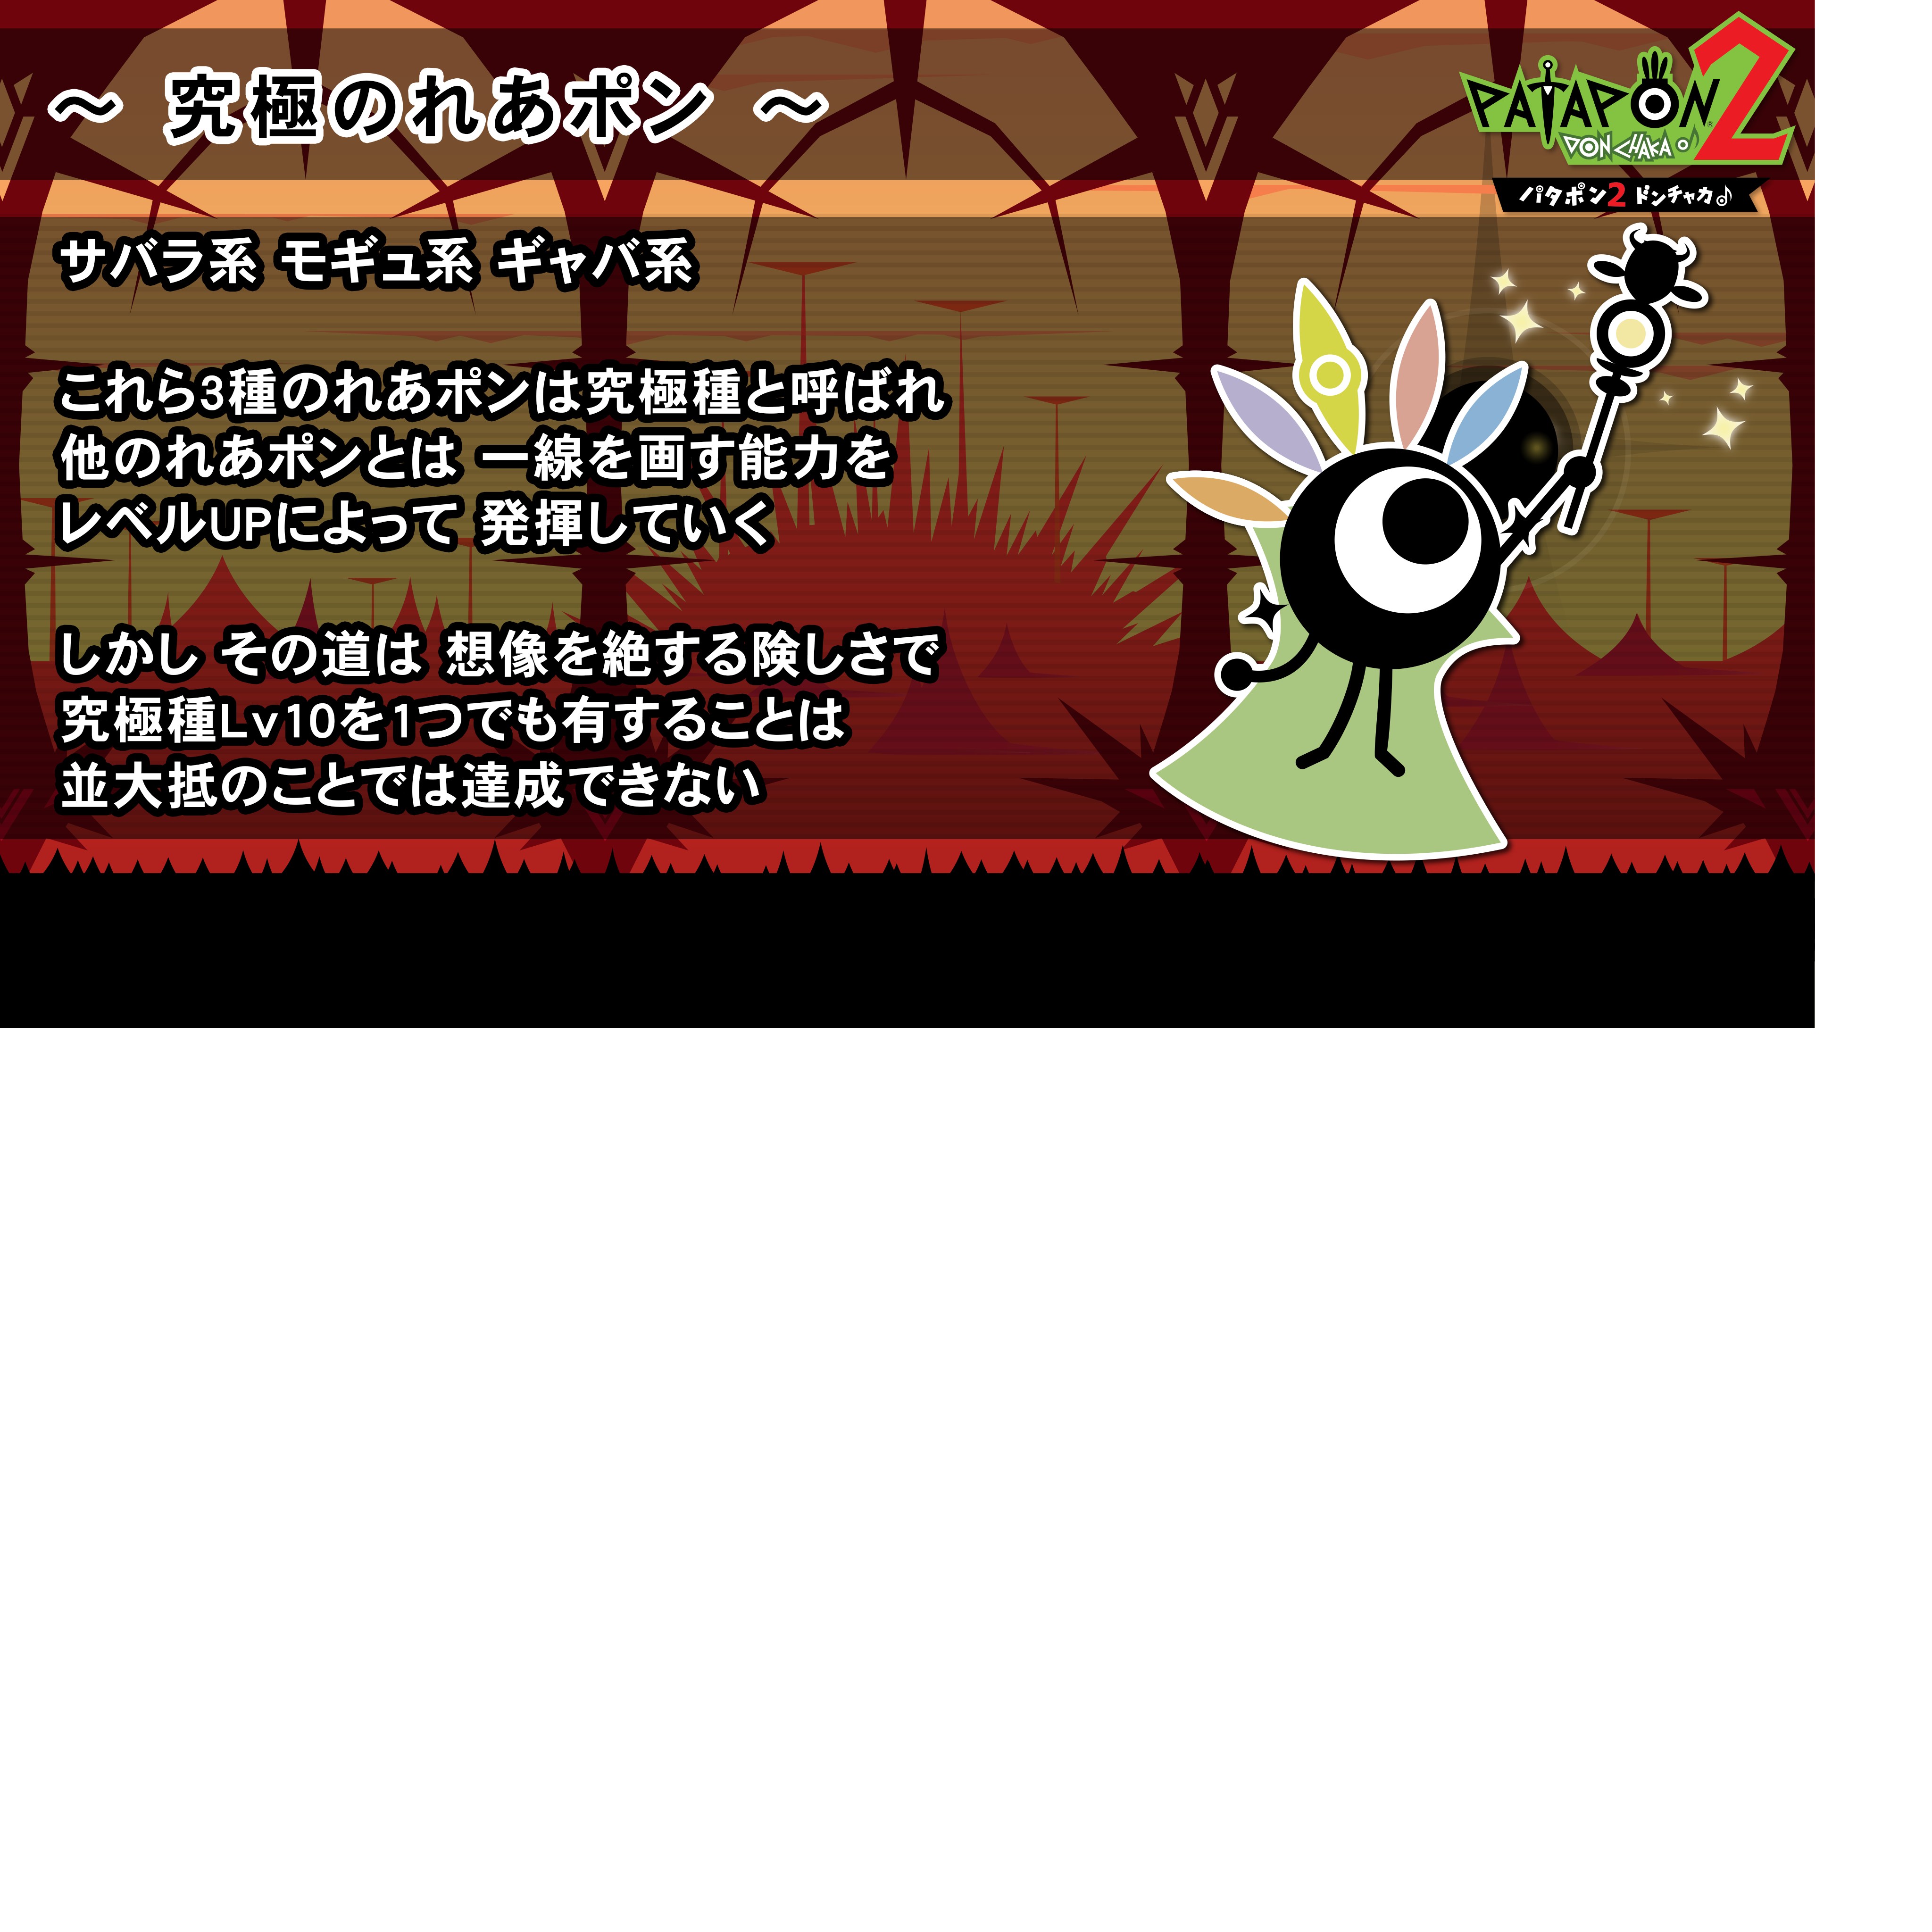 ～ 究極のれあポン ～
PATAPON 2
DON CHAKA♪
パタポン2 ドンチャカ♪
サバラ系 モギュ系 ギャバ系
これら3種のれあポンは究極種と呼ばれ
他のれあポンとは 一線を画す能力を
レベルUPによって 発揮していく
しかし その道は 想像を絶する険しさで
究極種Lv10を1つでも有することは
並大抵のことでは達成できない